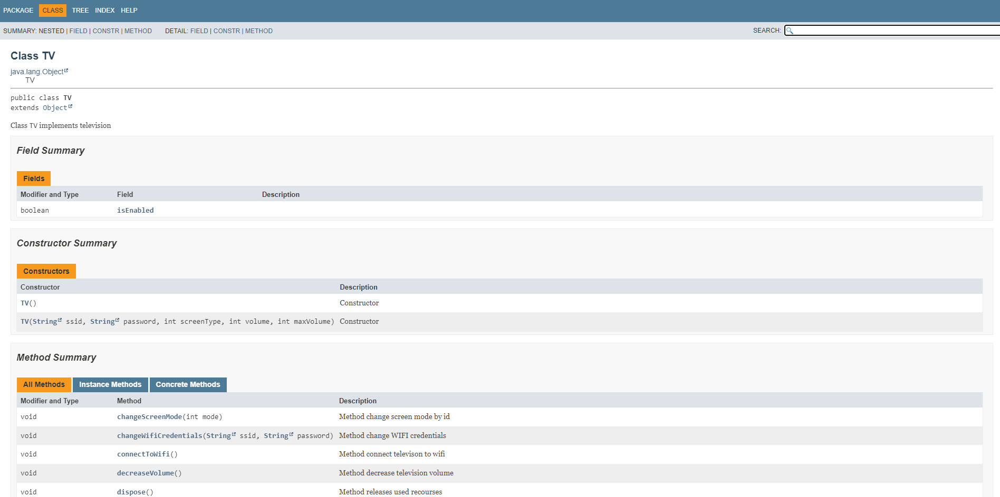 PACKAGE CLASS TREE INDEX HELP
SUMMARY: NESTED | FIELD | CONSTR | METHOD DETAIL: FIELD | CONSTR | METHOD SEARCH:
Class TV
java.lang.Object
TV
public class TV
extends Object
Class TV implements television
Field Summary
Fields
Modifier and Type Field Description
boolean isEnabled
Constructor Summary
Constructors
Constructor Description
TV() Constructor
TV(String ssid, String password, int screenType, int volume, int maxVolume) Constructor
Method Summary
All Methods Instance Methods Concrete Methods
Modifier and Type Method Description
void changeScreenMode(int mode) Method change screen mode by id
void changeWifiCredentials(String ssid, String password) Method change WIFI credentials
void connectToWifi() Method connect televison to wifi
void decreaseVolume() Method decrease television volume
void dispose() Method releases used recourses